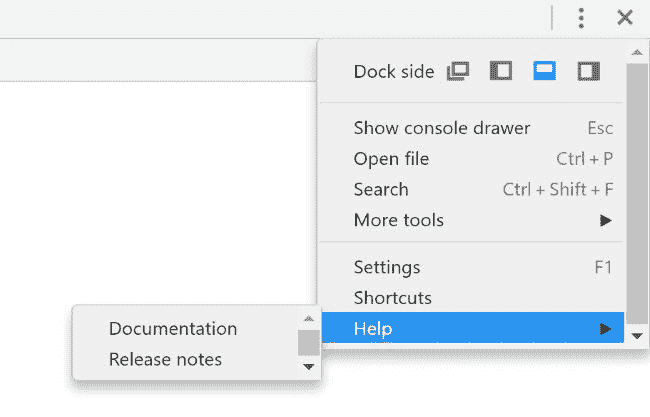 Dock side
Show console drawer Esc
Open file Ctrl + P
Search Ctrl + Shift + F
More tools
Settings F1
Shortcuts
Help
Documentation
Release notes